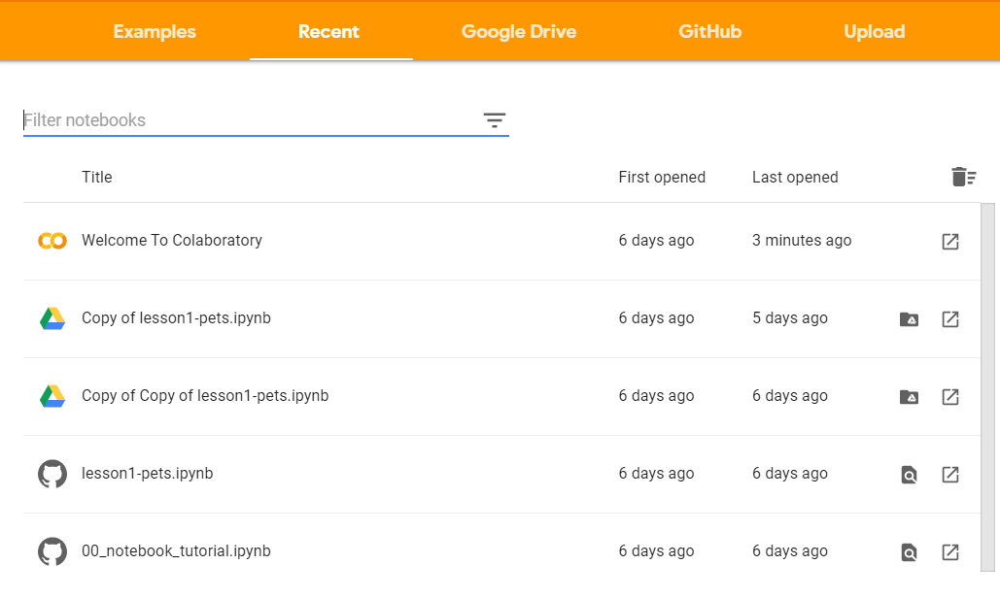 Examples Recent Google Drive GitHub Upload
Filter notebooks
Title First opened Last opened
Welcome To Colaboratory 6 days ago 3 minutes ago
Copy of lesson1-pets.ipynb 6 days ago 5 days ago
Copy of Copy of lesson1-pets.ipynb 6 days ago 6 days ago
lesson1-pets.ipynb 6 days ago 6 days ago
00_notebook_tutorial.ipynb 6 days ago 6 days ago